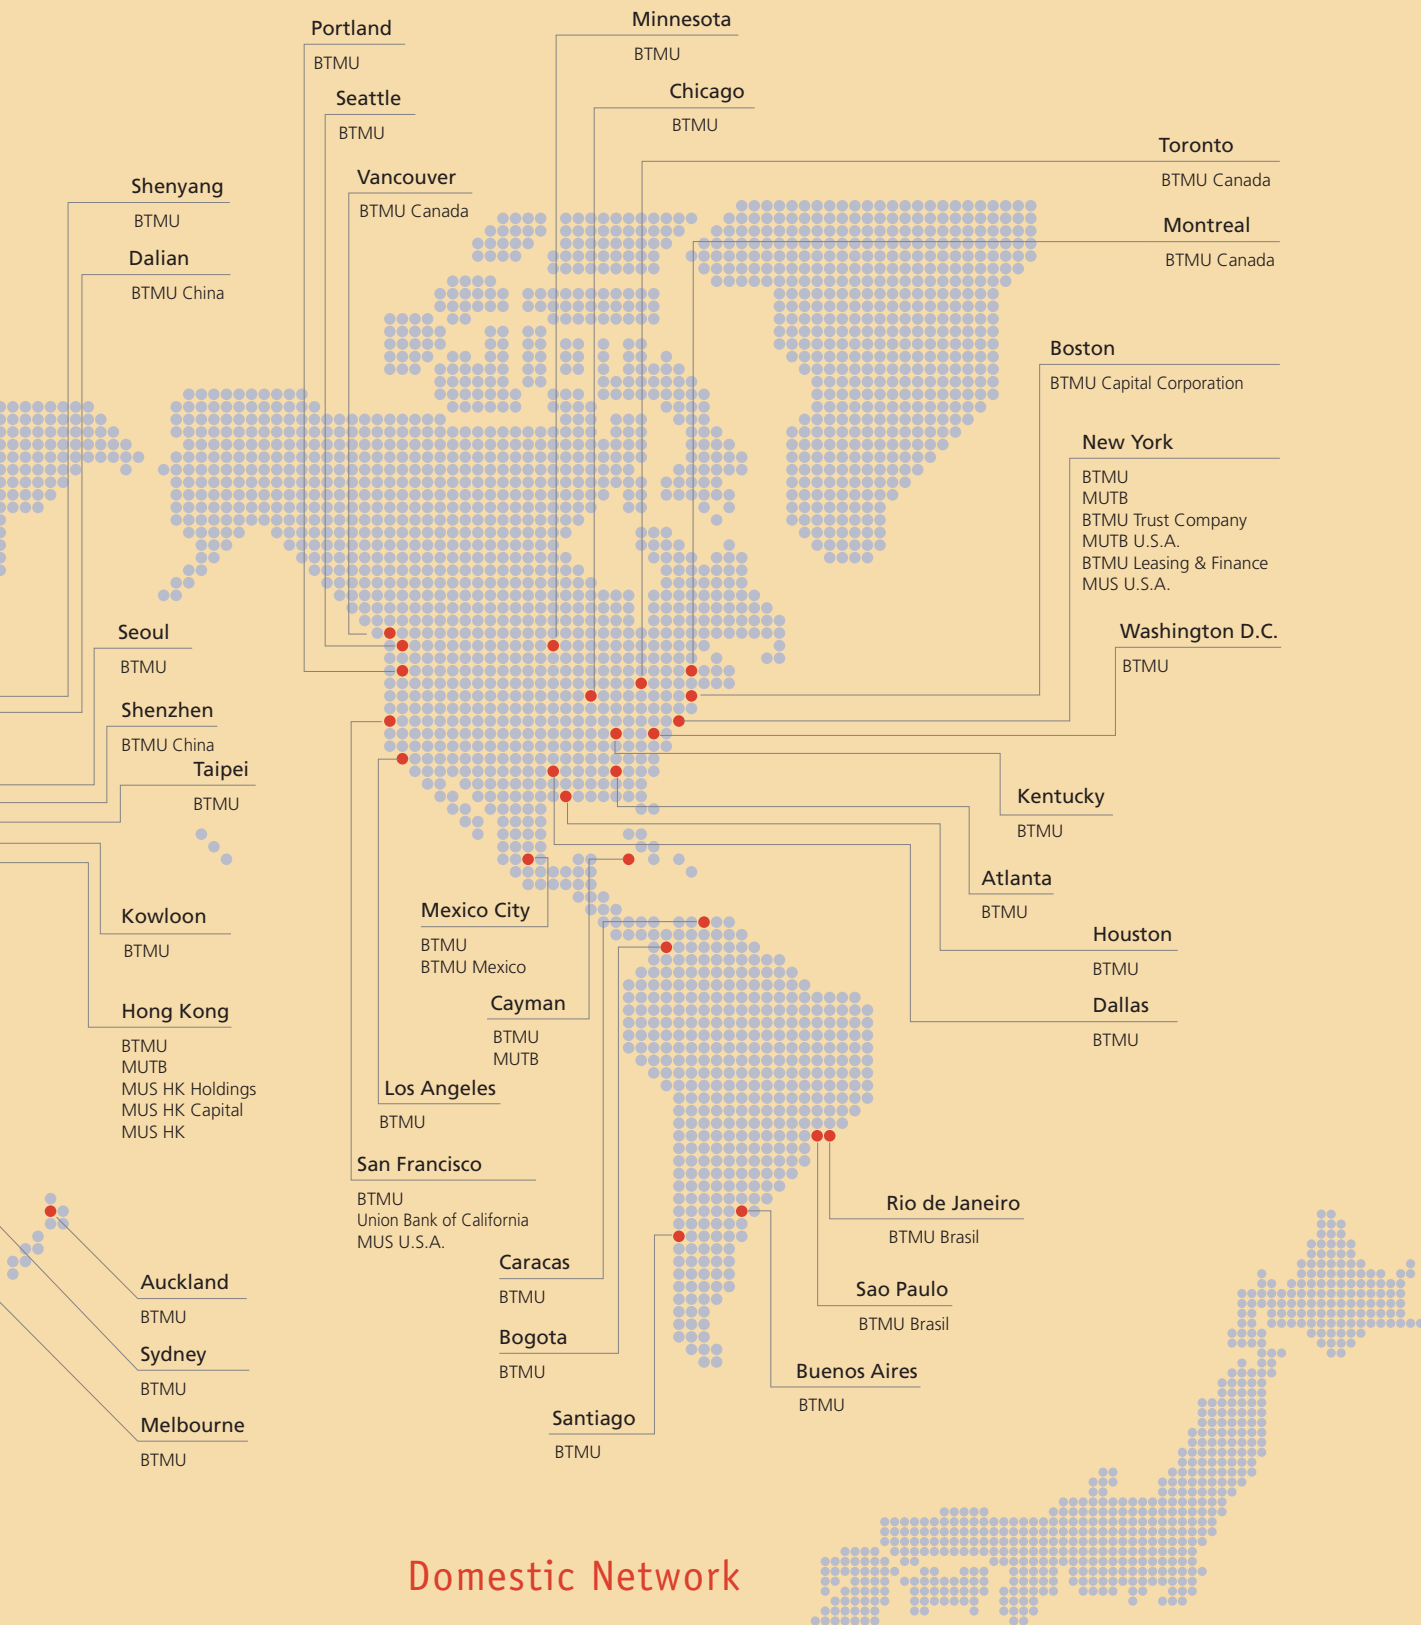 Portland
BTMU
Seattle
BTMU
Vancouver
BTMU Canada
Minnesota
BTMU
Chicago
BTMU
Toronto
BTMU Canada
Montreal
BTMU Canada
Boston
BTMU Capital Corporation
New York
BTMU
MUTB
BTMU Trust Company
MUTB U.S.A.
BTMU Leasing & Finance
MUS U.S.A.
Washington D.C.
BTMU
Shenyang
BTMU
Dalian
BTMU China
Seoul
BTMU
Shenzhen
BTMU China
Taipei
BTMU
Kowloon
BTMU
Hong Kong
BTMU
MUTB
MUS HK Holdings
MUS HK Capital
MUS HK
Auckland
BTMU
Sydney
BTMU
Melbourne
BTMU
Mexico City
BTMU
BTMU Mexico
Cayman
BTMU
MUTB
Los Angeles
BTMU
San Francisco
BTMU
Union Bank of California
MUS U.S.A.
Caracas
BTMU
Bogota
BTMU
Santiago
BTMU
Kentucky
BTMU
Atlanta
BTMU
Houston
BTMU
Dallas
BTMU
Rio de Janeiro
BTMU Brasil
Sao Paulo
BTMU Brasil
Buenos Aires
BTMU
Domestic Network